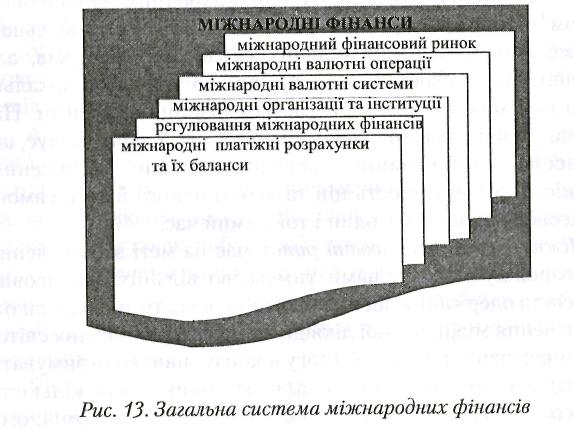 МІЖНАРОДНІ ФІНАНСИ
міжнародний фінансовий ринок
міжнародні валютні операції
міжнародні валютні системи
міжнародні організації та інституції
регулювання міжнародних фінансів
міжнародні платіжні розрахунки
та їх баланси
Рис. 13. Загальна система міжнародних фінансів